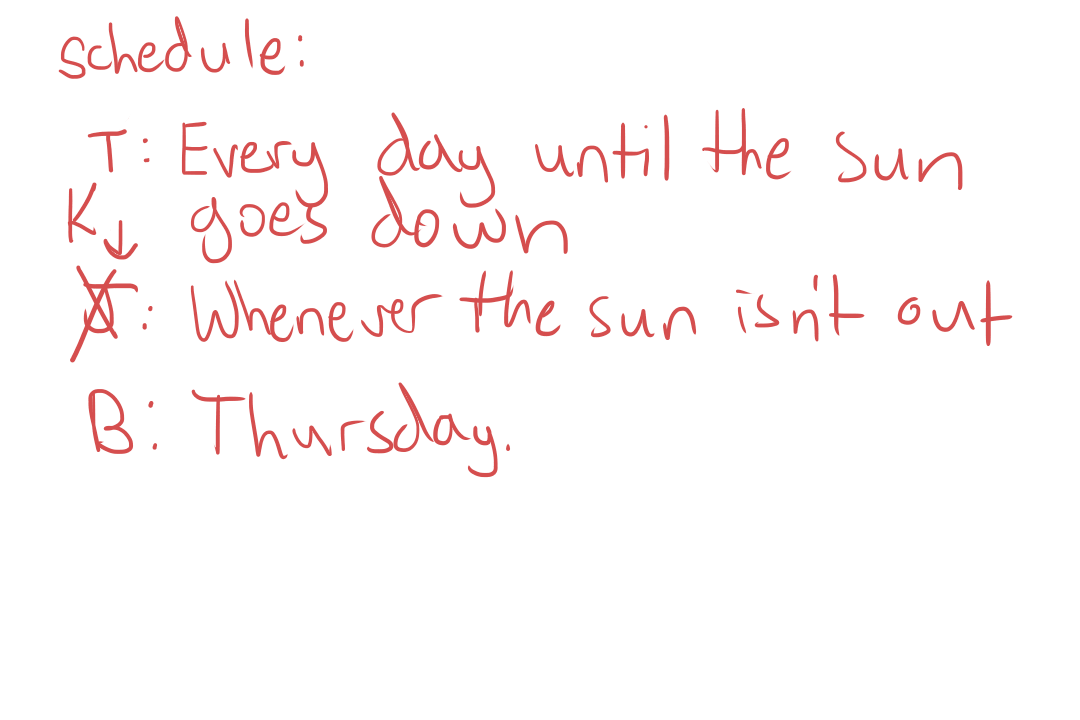 schedule:
T: Every day until the sun
K↓ goes down
J: Whenever the sun isn't out
B: Thursday.